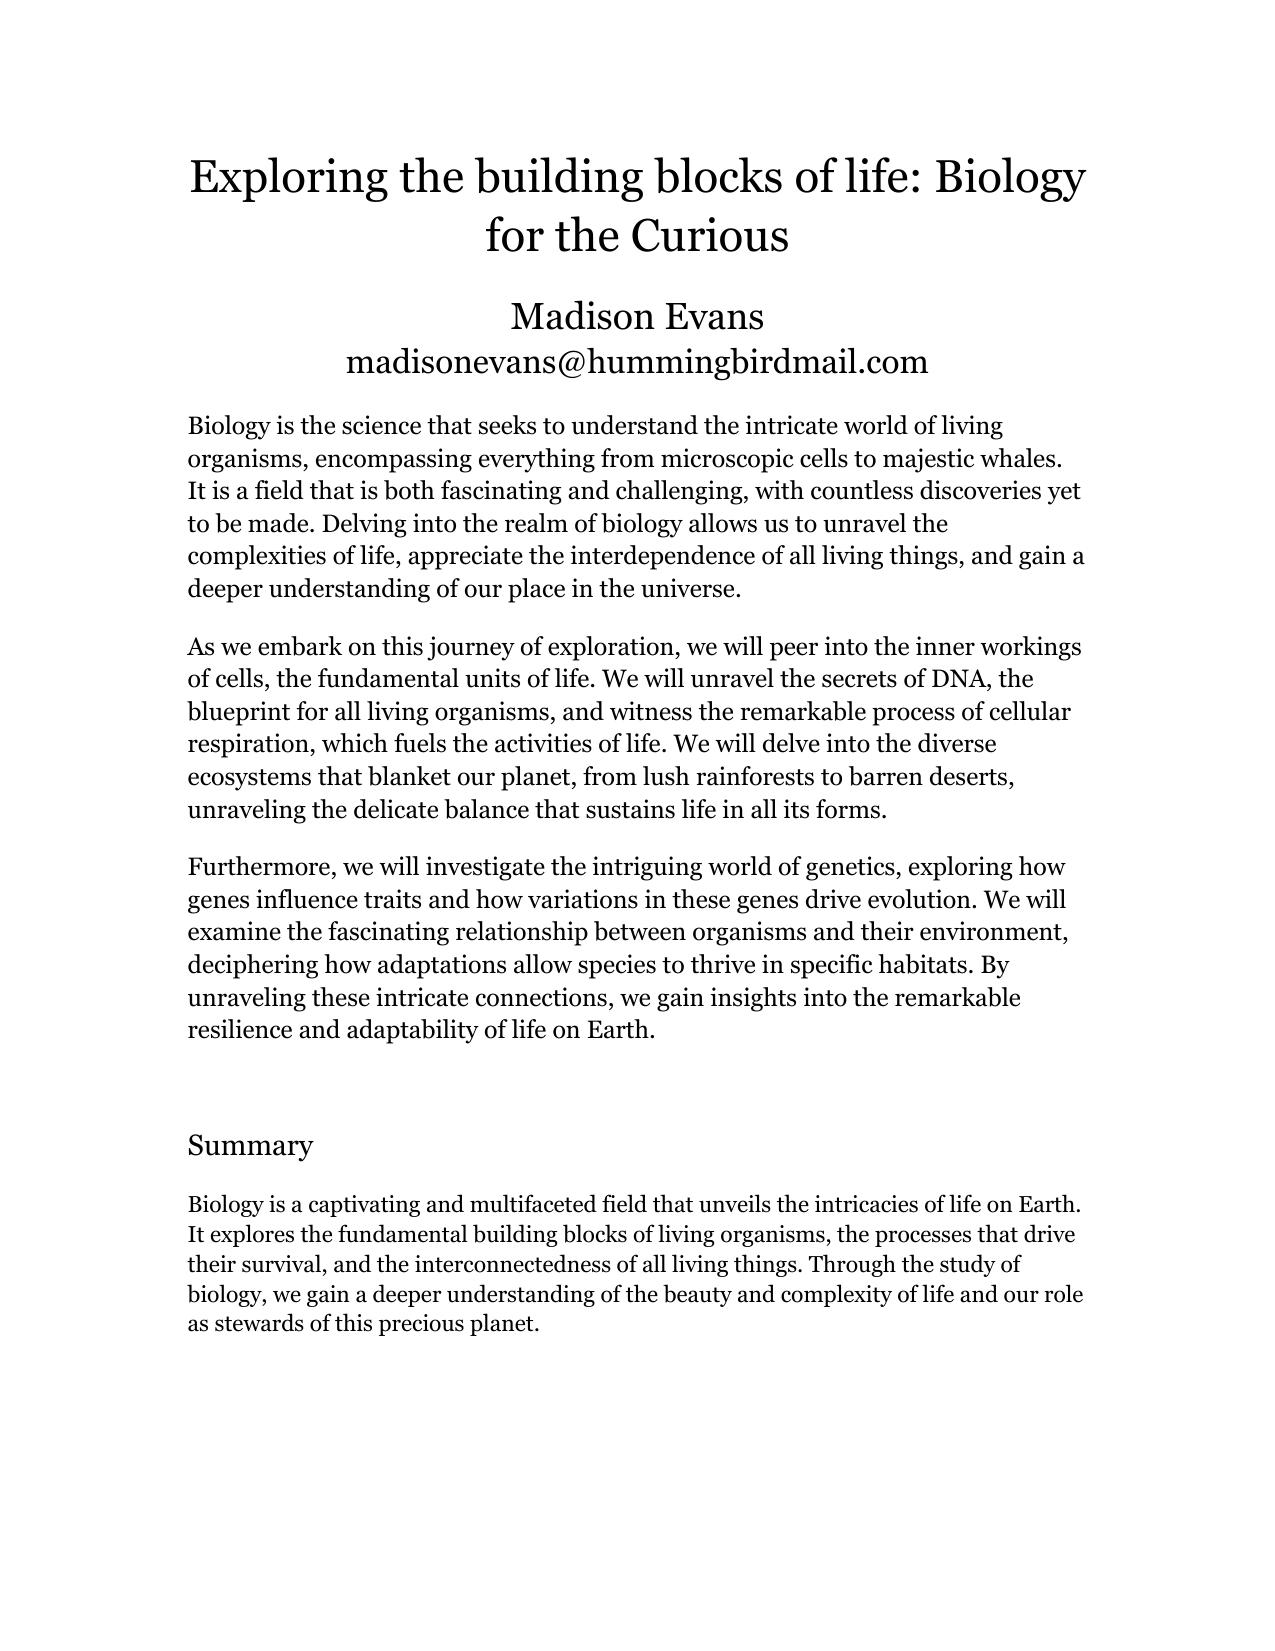 Exploring the building blocks of life: Biology
for the Curious
Madison Evans
madisonevans@hummingbirdmail.com
Biology is the science that seeks to understand the intricate world of living
organisms, encompassing everything from microscopic cells to majestic whales.
It is a field that is both fascinating and challenging, with countless discoveries yet
to be made. Delving into the realm of biology allows us to unravel the
complexities of life, appreciate the interdependence of all living things, and gain a
deeper understanding of our place in the universe.
As we embark on this journey of exploration, we will peer into the inner workings
of cells, the fundamental units of life. We will unravel the secrets of DNA, the
blueprint for all living organisms, and witness the remarkable process of cellular
respiration, which fuels the activities of life. We will delve into the diverse
ecosystems that blanket our planet, from lush rainforests to barren deserts,
unraveling the delicate balance that sustains life in all its forms.
Furthermore, we will investigate the intriguing world of genetics, exploring how
genes influence traits and how variations in these genes drive evolution. We will
examine the fascinating relationship between organisms and their environment,
deciphering how adaptations allow species to thrive in specific habitats. By
unraveling these intricate connections, we gain insights into the remarkable
resilience and adaptability of life on Earth.
Summary
Biology is a captivating and multifaceted field that unveils the intricacies of life on Earth.
It explores the fundamental building blocks of living organisms, the processes that drive
their survival, and the interconnectedness of all living things. Through the study of
biology, we gain a deeper understanding of the beauty and complexity of life and our role
as stewards of this precious planet.